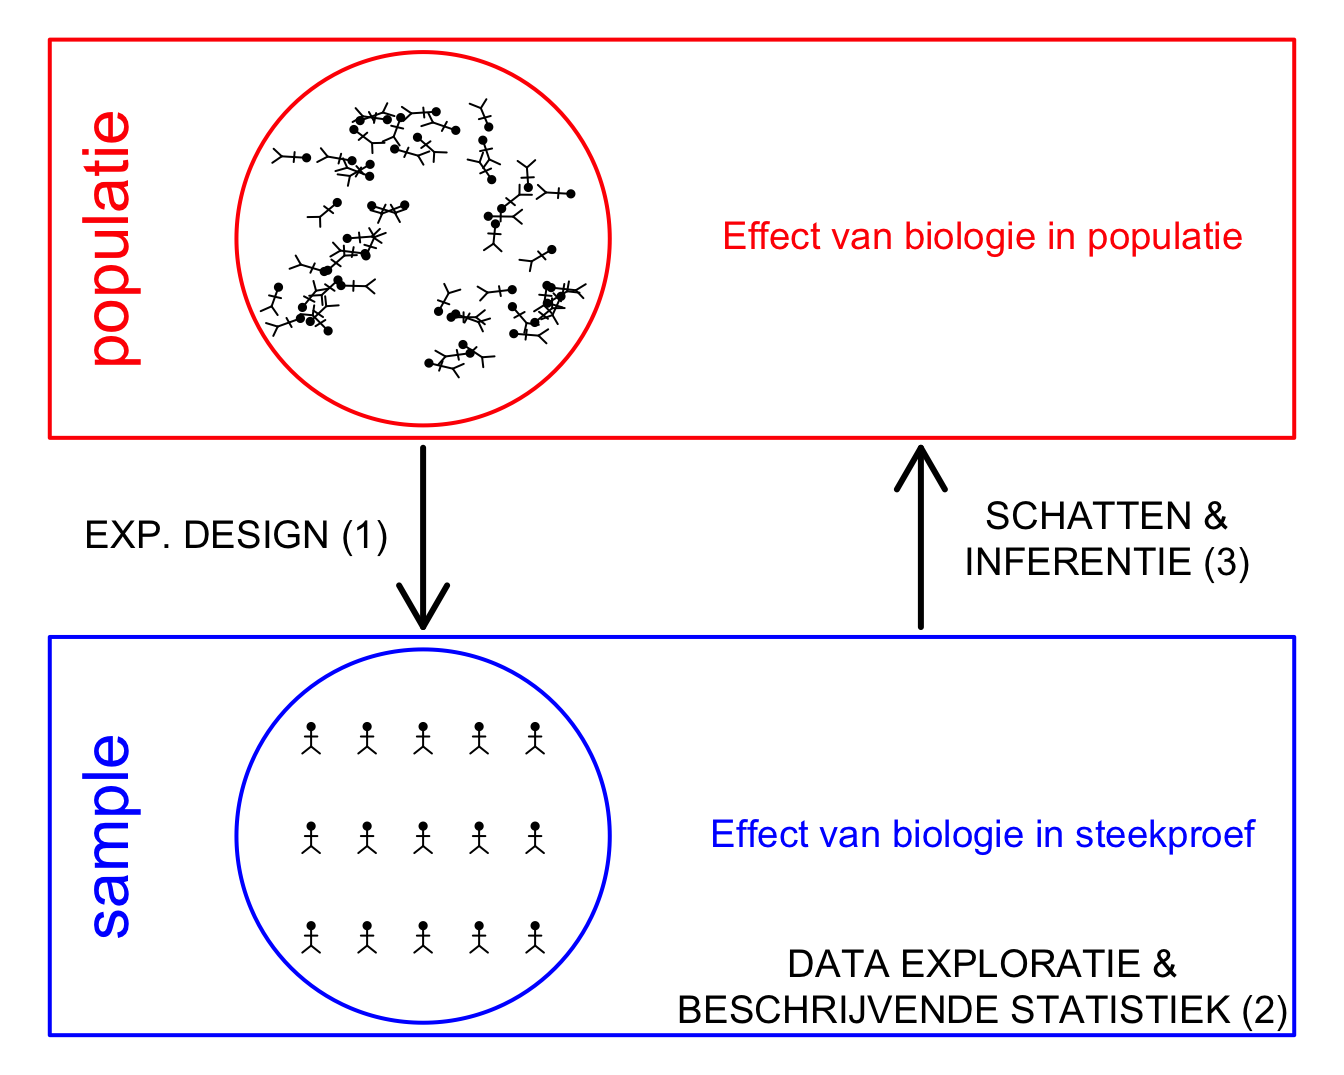 populatie
Effect van biologie in populatie
EXP. DESIGN (1)
SCHATTEN &
INFERENTIE (3)
sample
Effect van biologie in steekproef
DATA EXPLORATIE &
BESCHRIJVENDE STATISTIEK (2)